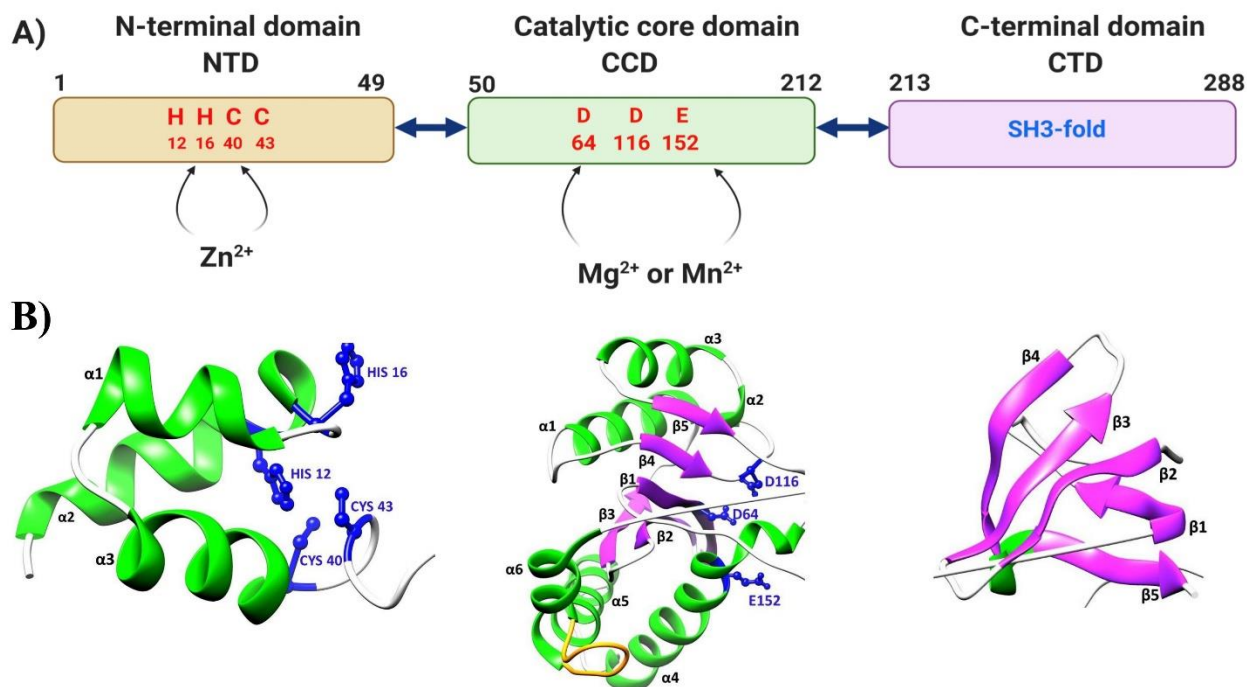 A)
N-terminal domain
NTD
Catalytic core domain
CCD
C-terminal domain
CTD
1 49
50 212
213 288
H H C C
12 16 40 43
D D E
64 116 152
SH3-fold
Zn²⁺
Mg²⁺ or Mn²⁺
B)
α1
α2
α3
HIS 16
HIS 12
CYS 43
CYS 40
α3
α2
α1
β5
β4
β1
β3
β2
D116
D64
E152
α6
α5
α4
β4
β3
β2
β1
β5